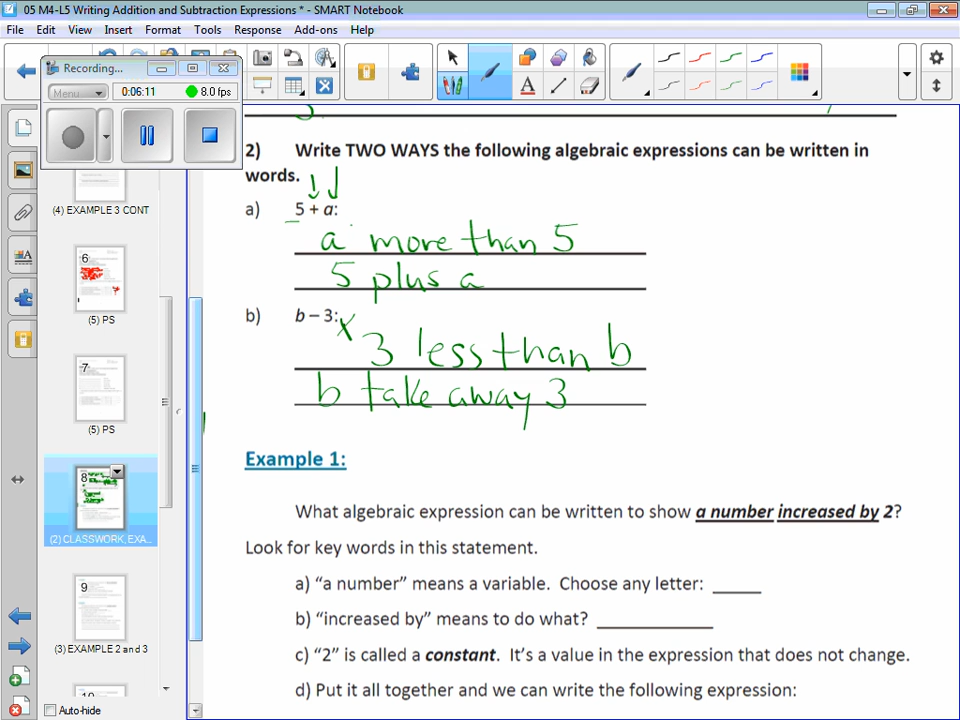 05 M4-L5 Writing Addition and Subtraction Expressions * - SMART Notebook
File Edit View Insert Format Tools Response Add-ons Help
Recording...
Menu 0:06:11 8.0 fps
(4) EXAMPLE 3 CONT
6
(5) PS
7
(5) PS
8
(2) CLASSWORK, EXA...
9
(3) EXAMPLE 2 and 3
10
Auto-hide
2) Write TWO WAYS the following algebraic expressions can be written in
words.
a) 5 + a:
a more than 5
5 plus a
b) b – 3:
3 less than b
b take away 3
Example 1:
What algebraic expression can be written to show a number increased by 2?
Look for key words in this statement.
a) “a number” means a variable. Choose any letter: _____
b) “increased by” means to do what? ____________
c) “2” is called a constant. It’s a value in the expression that does not change.
d) Put it all together and we can write the following expression: